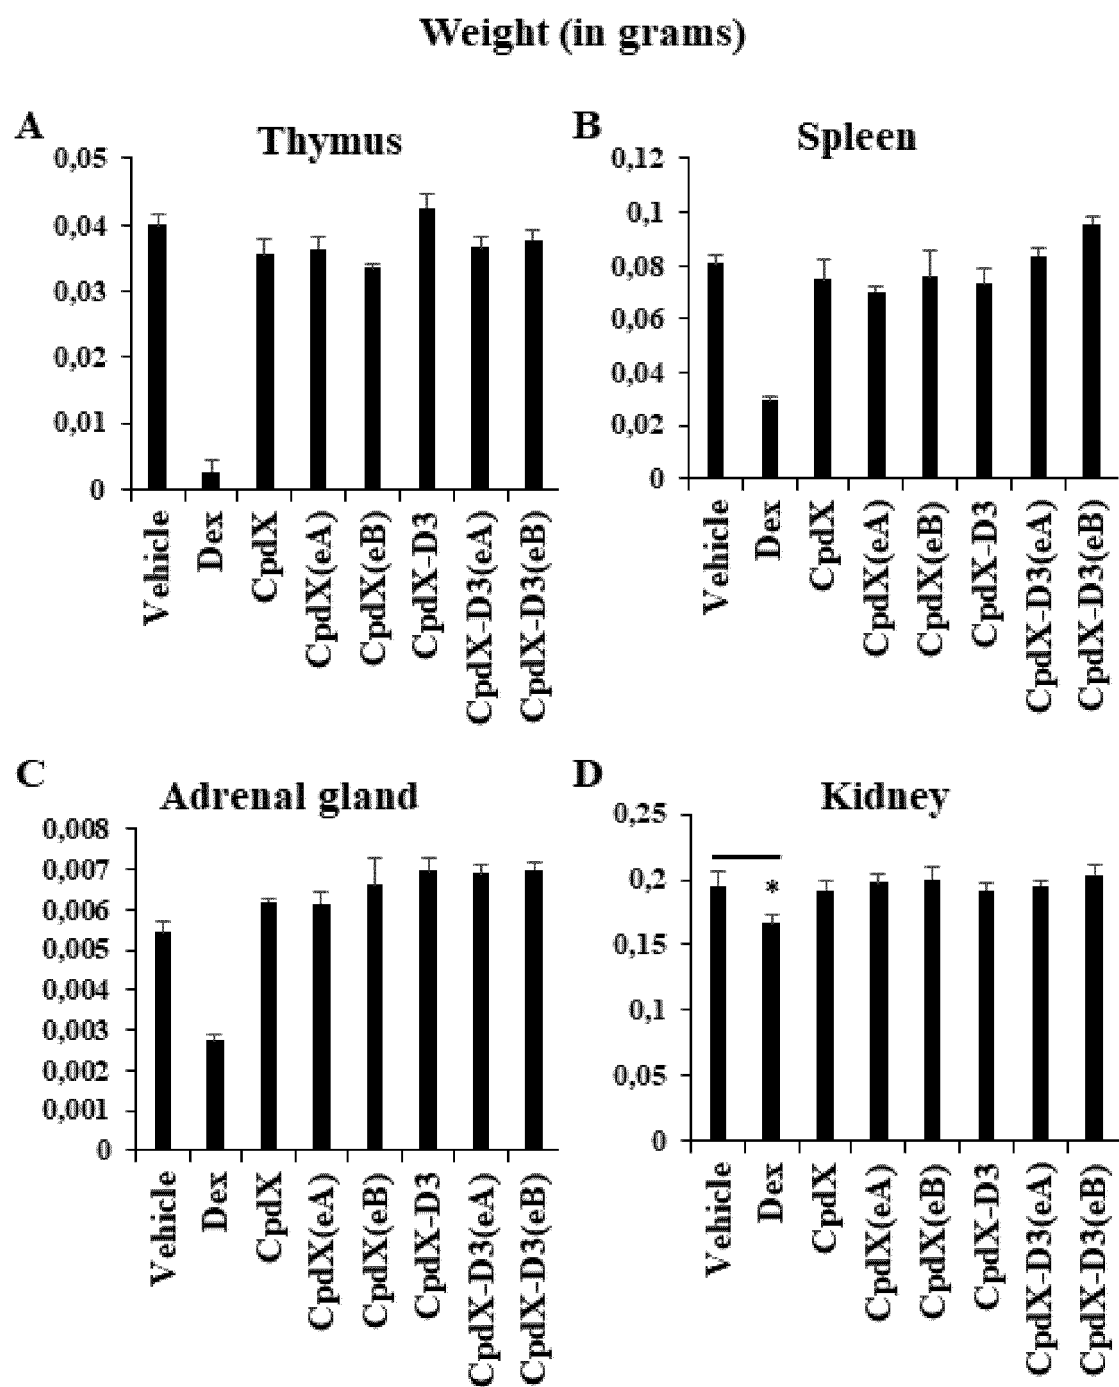 Weight (in grams)
A
Thymus
0,05
0,04
0,03
0,02
0,01
0
Vehicle
Dex
CpdX
CpdX(eA)
CpdX(eB)
CpdX-D3
CpdX-D3(eA)
CpdX-D3(eB)
B
Spleen
0,12
0,1
0,08
0,06
0,04
0,02
0
Vehicle
Dex
CpdX
CpdX(eA)
CpdX(eB)
CpdX-D3
CpdX-D3(eA)
CpdX-D3(eB)
C
Adrenal gland
0,008
0,007
0,006
0,005
0,004
0,003
0,002
0,001
0
Vehicle
Dex
CpdX
CpdX(eA)
CpdX(eB)
CpdX-D3
CpdX-D3(eA)
CpdX-D3(eB)
D
Kidney
0,25
0,2
0,15
0,1
0,05
0
*
Vehicle
Dex
CpdX
CpdX(eA)
CpdX(eB)
CpdX-D3
CpdX-D3(eA)
CpdX-D3(eB)